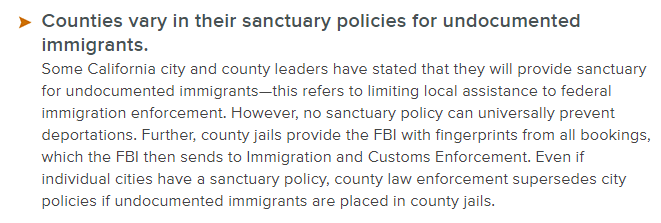 ➤ Counties vary in their sanctuary policies for undocumented
immigrants.
Some California city and county leaders have stated that they will provide sanctuary
for undocumented immigrants—this refers to limiting local assistance to federal
immigration enforcement. However, no sanctuary policy can universally prevent
deportations. Further, county jails provide the FBI with fingerprints from all bookings,
which the FBI then sends to Immigration and Customs Enforcement. Even if
individual cities have a sanctuary policy, county law enforcement supersedes city
policies if undocumented immigrants are placed in county jails.